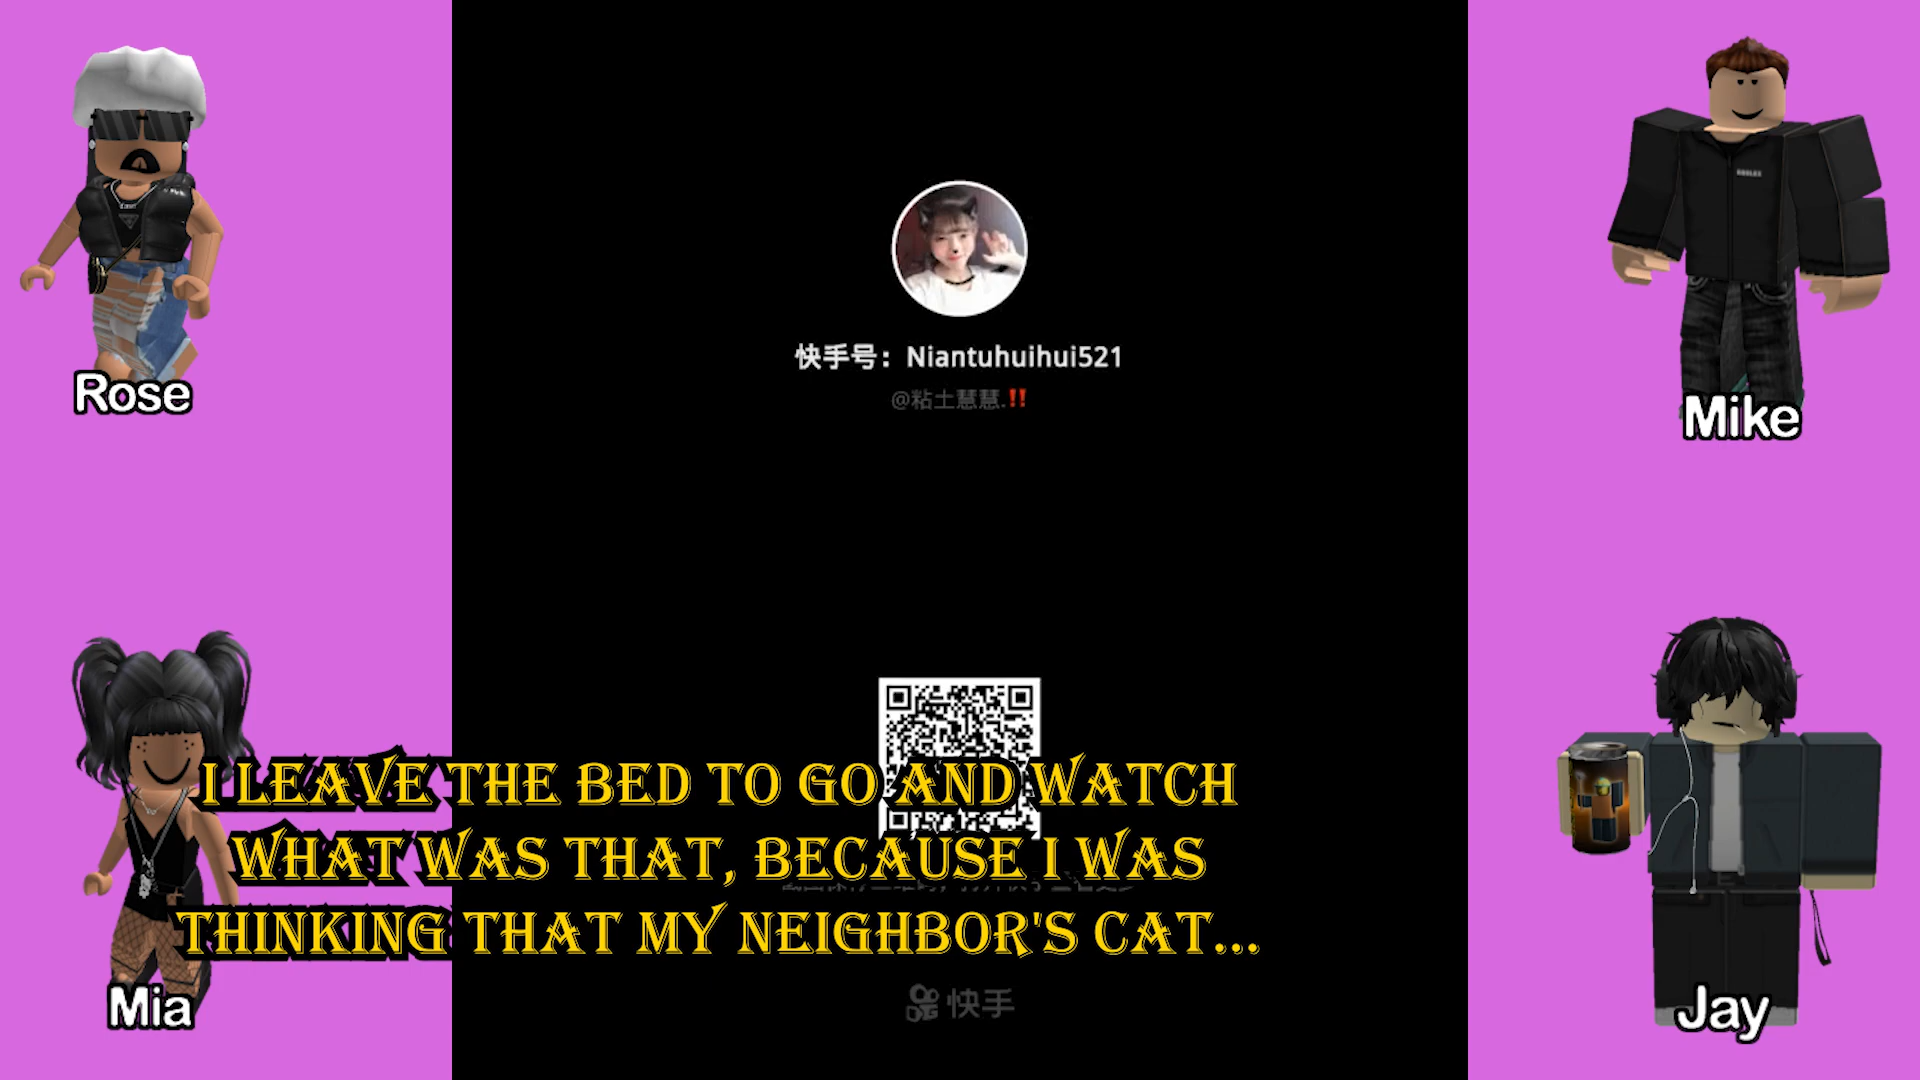 Rose
Mike
快手号：Niantuhuihui521
@粘土慧慧.‼
I LEAVE THE BED TO GO AND WATCH
WHAT WAS THAT, BECAUSE I WAS
THINKING THAT MY NEIGHBOR'S CAT...
Mia
快手
Jay